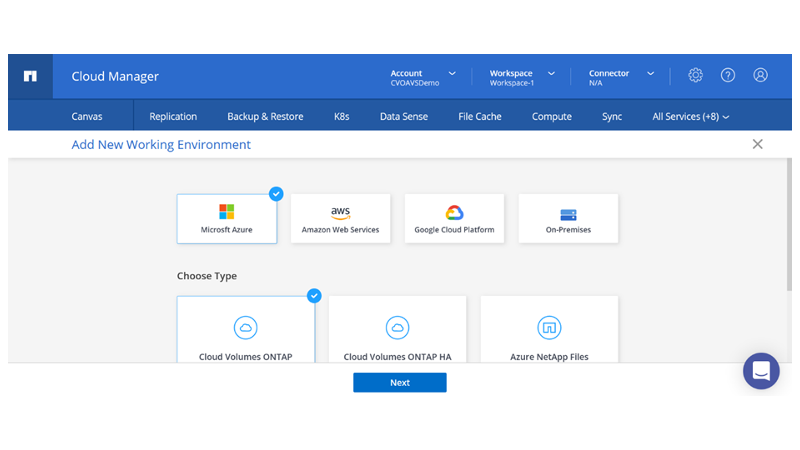 Cloud Manager
Account
CVOAVSDemo
Workspace
Workspace-1
Connector
N/A
?
Canvas
Replication
Backup & Restore
K8s
Data Sense
File Cache
Compute
Sync
All Services (+8)
Add New Working Environment
Microsft Azure
aws
Amazon Web Services
Google Cloud Platform
On-Premises
Choose Type
Cloud Volumes ONTAP
Cloud Volumes ONTAP HA
Azure NetApp Files
Next